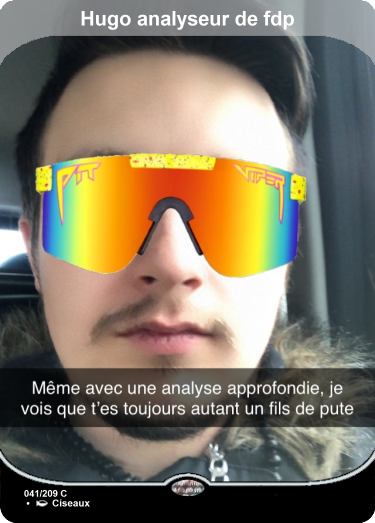 Hugo analyseur de fdp
PIT VIPER
Même avec une analyse approfondie, je
vois que t'es toujours autant un fils de pute
041/209 C
• Ciseaux